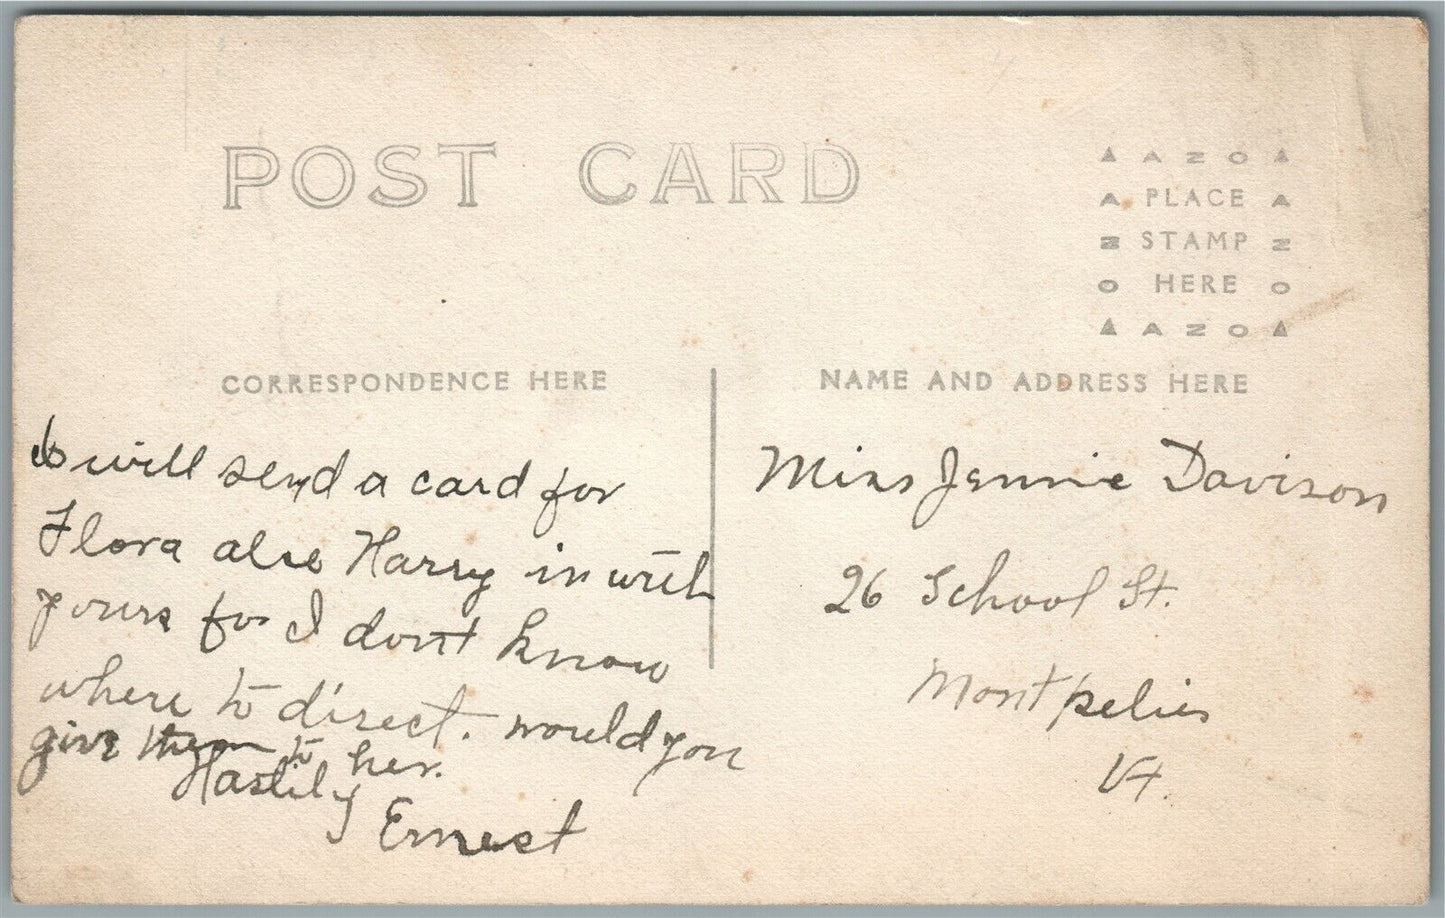 POST CARD
▲ A Z O ▲
A PLACE A
N STAMP N
O HERE O
▲ A Z O ▲
CORRESPONDENCE HERE
NAME AND ADDRESS HERE
I will send a card for
Flora also Harry in with
yours for I don't know
where to direct. would you
give them to her.
Hastily
Ernest
Miss Jennie Davison
26 School St.
Montpelier
Vt.